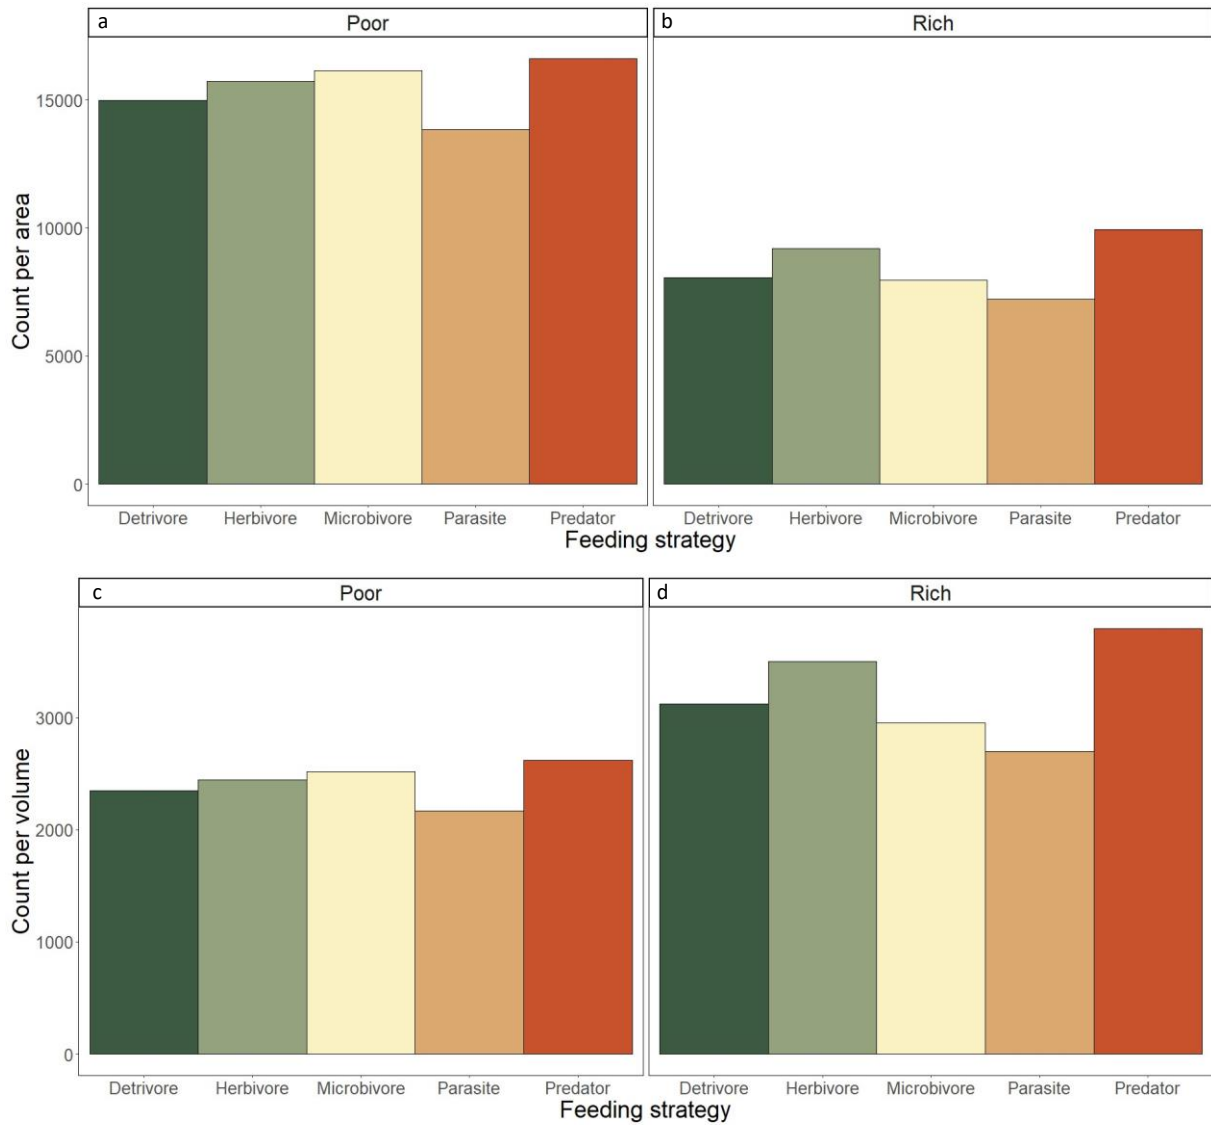 a Poor b Rich
Count per area
15000
10000
5000
0
Detrivore Herbivore Microbivore Parasite Predator Detrivore Herbivore Microbivore Parasite Predator
Feeding strategy
c Poor d Rich
Count per volume
3000
2000
1000
0
Detrivore Herbivore Microbivore Parasite Predator Detrivore Herbivore Microbivore Parasite Predator
Feeding strategy